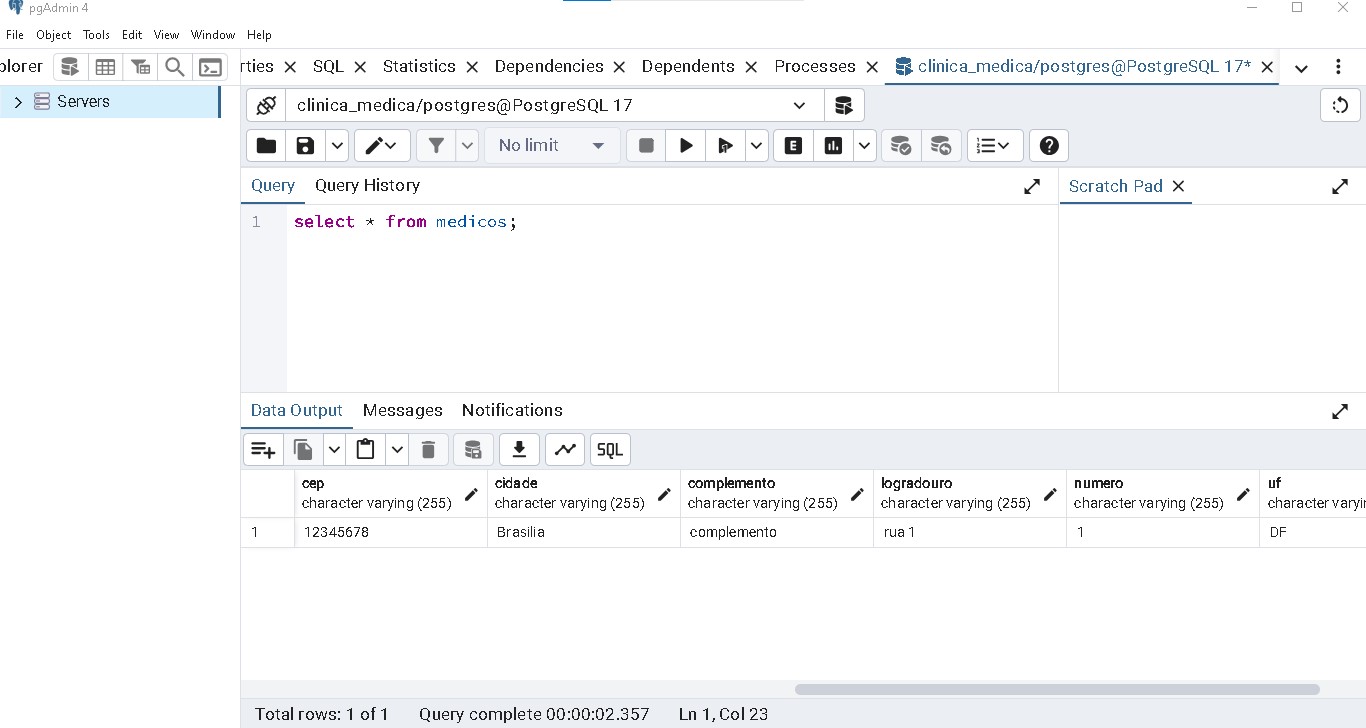 pgAdmin 4
File Object Tools Edit View Window Help
plorer rties SQL Statistics Dependencies Dependents Processes clinica_medica/postgres@PostgreSQL 17*
Servers
clinica_medica/postgres@PostgreSQL 17
No limit E
Query Query History Scratch Pad
1 select * from medicos;
Data Output Messages Notifications
SQL
cep cidade complemento logradouro numero uf
character varying (255) character varying (255) character varying (255) character varying (255) character varying (255) character varyin
1 12345678 Brasilia complemento rua 1 1 DF
Total rows: 1 of 1 Query complete 00:00:02.357 Ln 1, Col 23